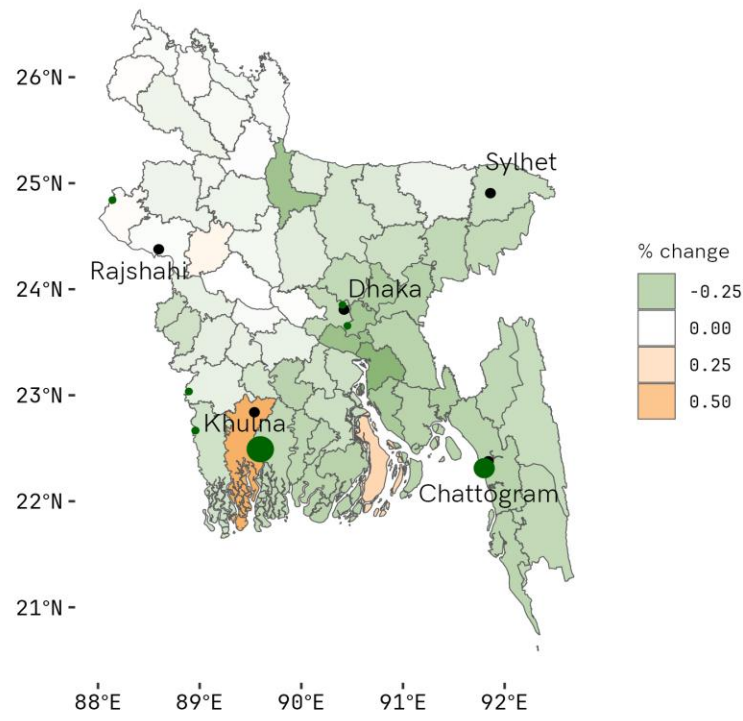 26°N
25°N
24°N
23°N
22°N
21°N
88°E 89°E 90°E 91°E 92°E
Sylhet
Rajshahi
Dhaka
Khulna
Chattogram
% change
-0.25
0.00
0.25
0.50